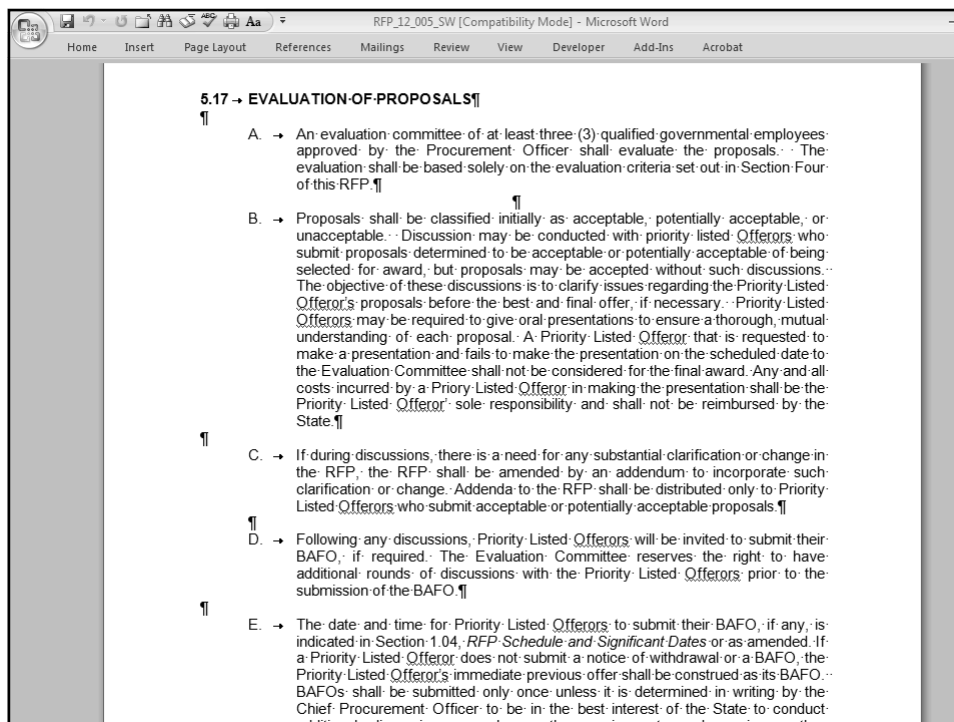 Aa
RFP_12_005_SW [Compatibility Mode] - Microsoft Word
Home Insert Page Layout References Mailings Review View Developer Add-Ins Acrobat
5.17 → EVALUATION·OF·PROPOSALS¶
¶
A. → An·evaluation·committee·of·at·least·three·(3)·qualified·governmental·employees·
approved·by·the·Procurement·Officer·shall·evaluate·the·proposals.··The·
evaluation·shall·be·based·solely·on·the·evaluation·criteria·set·out·in·Section·Four·
of·this·RFP.¶
¶
B. → Proposals·shall·be·classified·initially·as·acceptable,·potentially·acceptable,·or·
unacceptable.··Discussion·may·be·conducted·with·priority·listed·Offerors·who·
submit·proposals·determined·to·be·acceptable·or·potentially·acceptable·of·being·
selected·for·award,·but·proposals·may·be·accepted·without·such·discussions.··
The·objective·of·these·discussions·is·to·clarify·issues·regarding·the·Priority·Listed·
Offeror's·proposals·before·the·best·and·final·offer,·if·necessary.··Priority·Listed·
Offerors·may·be·required·to·give·oral·presentations·to·ensure·a·thorough,·mutual·
understanding·of·each·proposal.·A·Priority·Listed·Offeror·that·is·requested·to·
make·a·presentation·and·fails·to·make·the·presentation·on·the·scheduled·date·to·
the·Evaluation·Committee·shall·not·be·considered·for·the·final·award.·Any·and·all·
costs·incurred·by·a·Priory·Listed·Offeror·in·making·the·presentation·shall·be·the·
Priority·Listed·Offeror'·sole·responsibility·and·shall·not·be·reimbursed·by·the·
State.¶
¶
C. → If·during·discussions,·there·is·a·need·for·any·substantial·clarification·or·change·in·
the·RFP,·the·RFP·shall·be·amended·by·an·addendum·to·incorporate·such·
clarification·or·change.·Addenda·to·the·RFP·shall·be·distributed·only·to·Priority·
Listed·Offerors·who·submit·acceptable·or·potentially·acceptable·proposals.¶
¶
D. → Following·any·discussions,·Priority·Listed·Offerors·will·be·invited·to·submit·their·
BAFO,·if·required.·The·Evaluation·Committee·reserves·the·right·to·have·
additional·rounds·of·discussions·with·the·Priority·Listed·Offerors·prior·to·the·
submission·of·the·BAFO.¶
¶
E. → The·date·and·time·for·Priority·Listed·Offerors·to·submit·their·BAFO,·if·any,·is·
indicated·in·Section·1.04,·RFP·Schedule·and·Significant·Dates·or·as·amended.·If·
a·Priority·Listed·Offeror·does·not·submit·a·notice·of·withdrawal·or·a·BAFO,·the·
Priority·Listed·Offeror's·immediate·previous·offer·shall·be·construed·as·its·BAFO.··
BAFOs·shall·be·submitted·only·once·unless·it·is·determined·in·writing·by·the·
Chief·Procurement·Officer·to·be·in·the·best·interest·of·the·State·to·conduct·